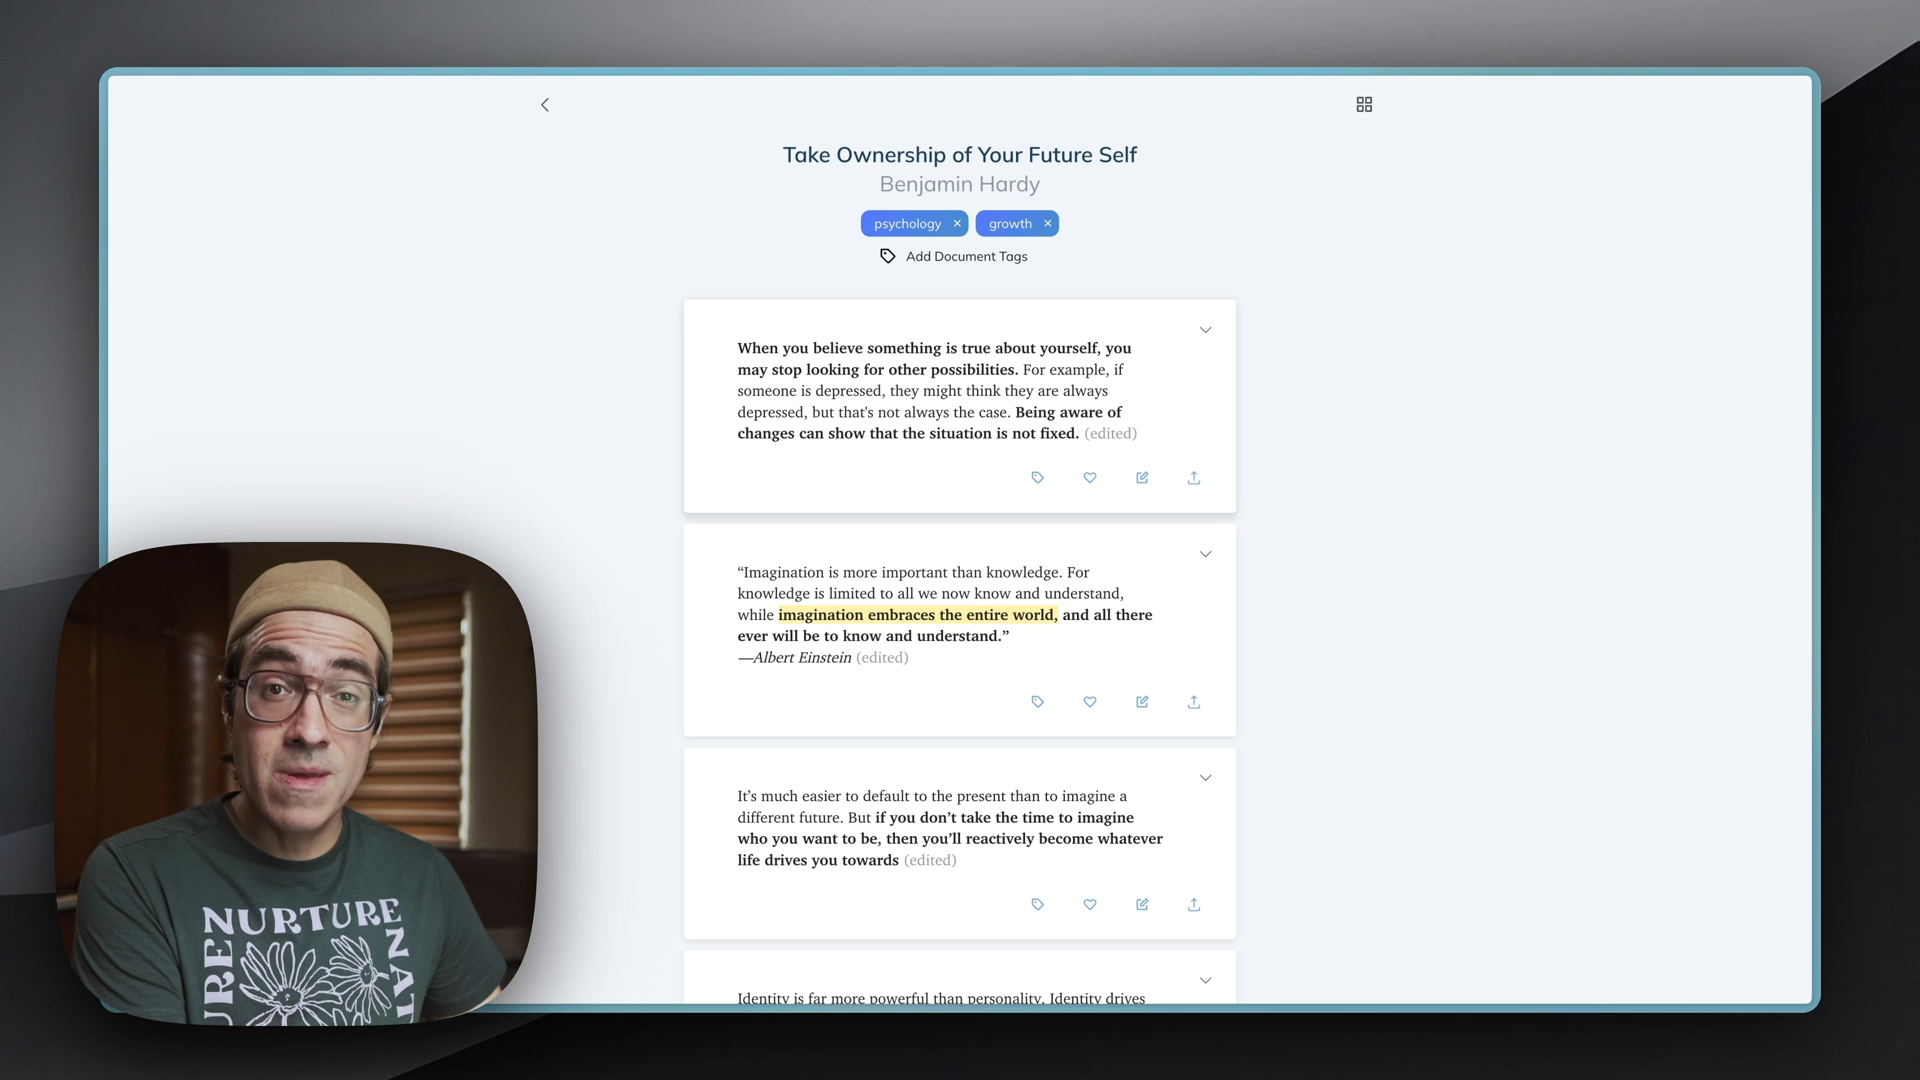 Take Ownership of Your Future Self
Benjamin Hardy
psychology ×
growth ×
Add Document Tags
When you believe something is true about yourself, you
may stop looking for other possibilities. For example, if
someone is depressed, they might think they are always
depressed, but that's not always the case. Being aware of
changes can show that the situation is not fixed. (edited)
“Imagination is more important than knowledge. For
knowledge is limited to all we now know and understand,
while imagination embraces the entire world, and all there
ever will be to know and understand.”
—Albert Einstein (edited)
It’s much easier to default to the present than to imagine a
different future. But if you don’t take the time to imagine
who you want to be, then you’ll reactively become whatever
life drives you towards (edited)
Identity is far more powerful than personality. Identity drives
NURTURE
NAT
URE